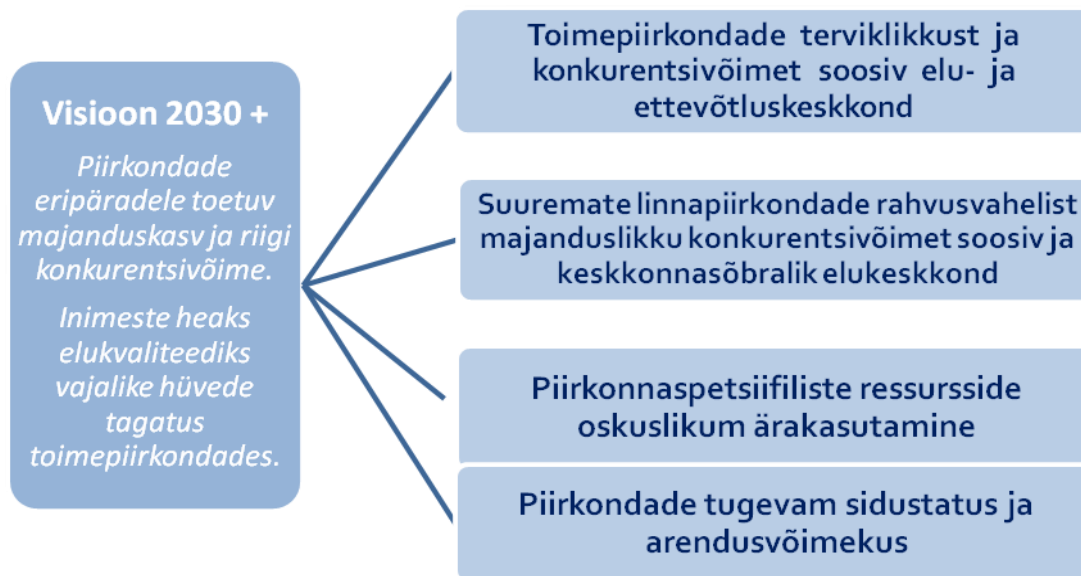 Visioon 2030 +
Piirkondade
eripäradele toetuv
majanduskasv ja riigi
konkurentsivõime.
Inimeste heaks
elukvaliteediks
vajalike hüvede
tagatus
toimepiirkondades.
Toimepiirkondade terviklikkust ja
konkurentsivõimet soosiv elu- ja
ettevõtluskeskkond
Suuremate linnapiirkondade rahvusvahelist
majanduslikku konkurentsivõimet soosiv ja
keskkonnasõbralik elukeskkond
Piirkonnaspetsiifiliste ressursside
oskuslikum ärakasutamine
Piirkondade tugevam sidustatus ja
arendusvõimekus